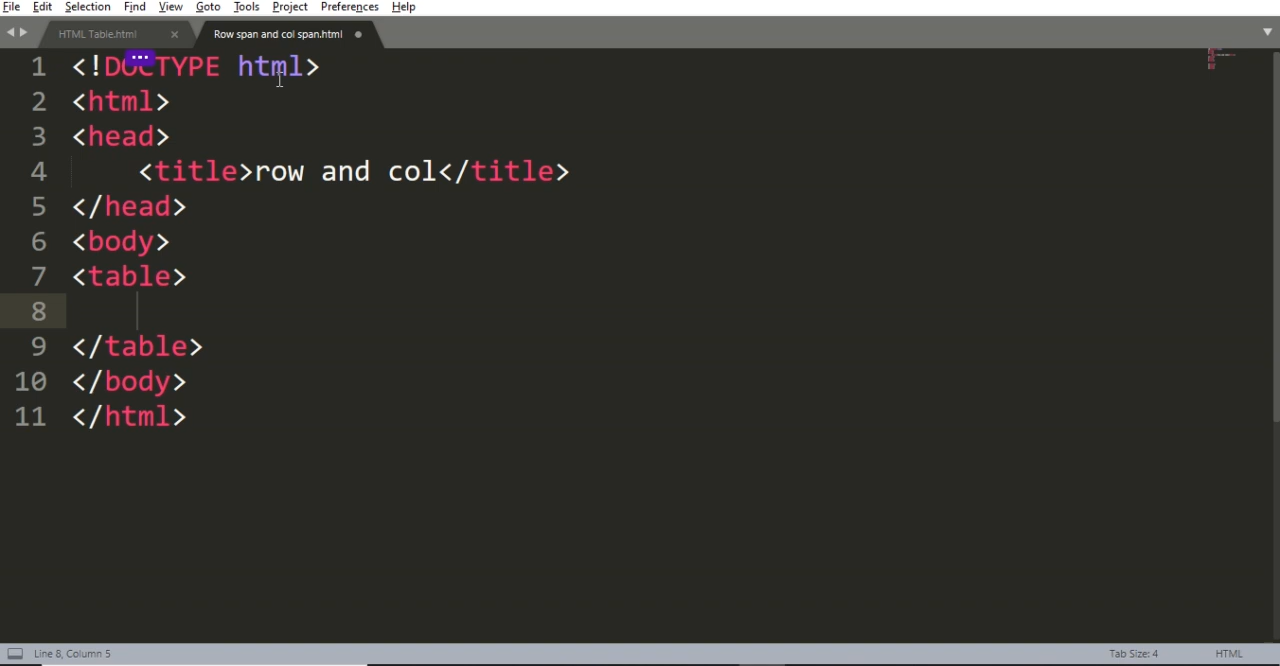 File Edit Selection Find View Goto Tools Project Preferences Help
HTML Table.html Row span and col span.html
1 <!DOCTYPE html>
2 <html>
3 <head>
4 <title>row and col</title>
5 </head>
6 <body>
7 <table>
8
9 </table>
10 </body>
11 </html>
Line 8, Column 5 Tab Size: 4 HTML